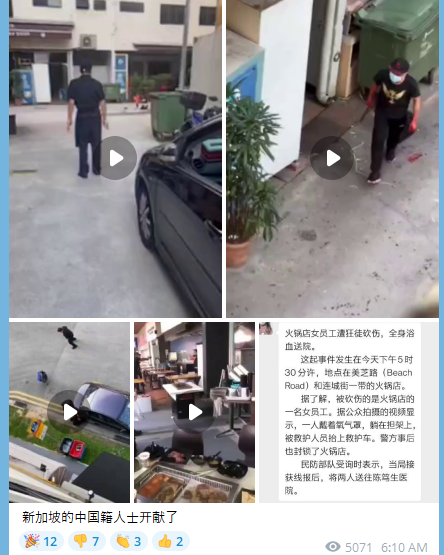 火锅店女员工遭狂徒砍伤，全身浴
血送院。
这起事件发生在今天下午5时
30分许，地点在美芝路（Beach
Road）和连城街一带的火锅店。
据了解，被砍伤的是火锅店的
一名女员工。据公众拍摄的视频显
示，一人戴着氧气罩，躺在担架上，
被救护人员抬上救护车。警方事后
也封锁了火锅店。
民防部队受询时表示，当局接
获线报后，将两人送往陈笃生医
院。
新加坡的中国籍人士开献了
12 7 3 2
5071 6:10 AM